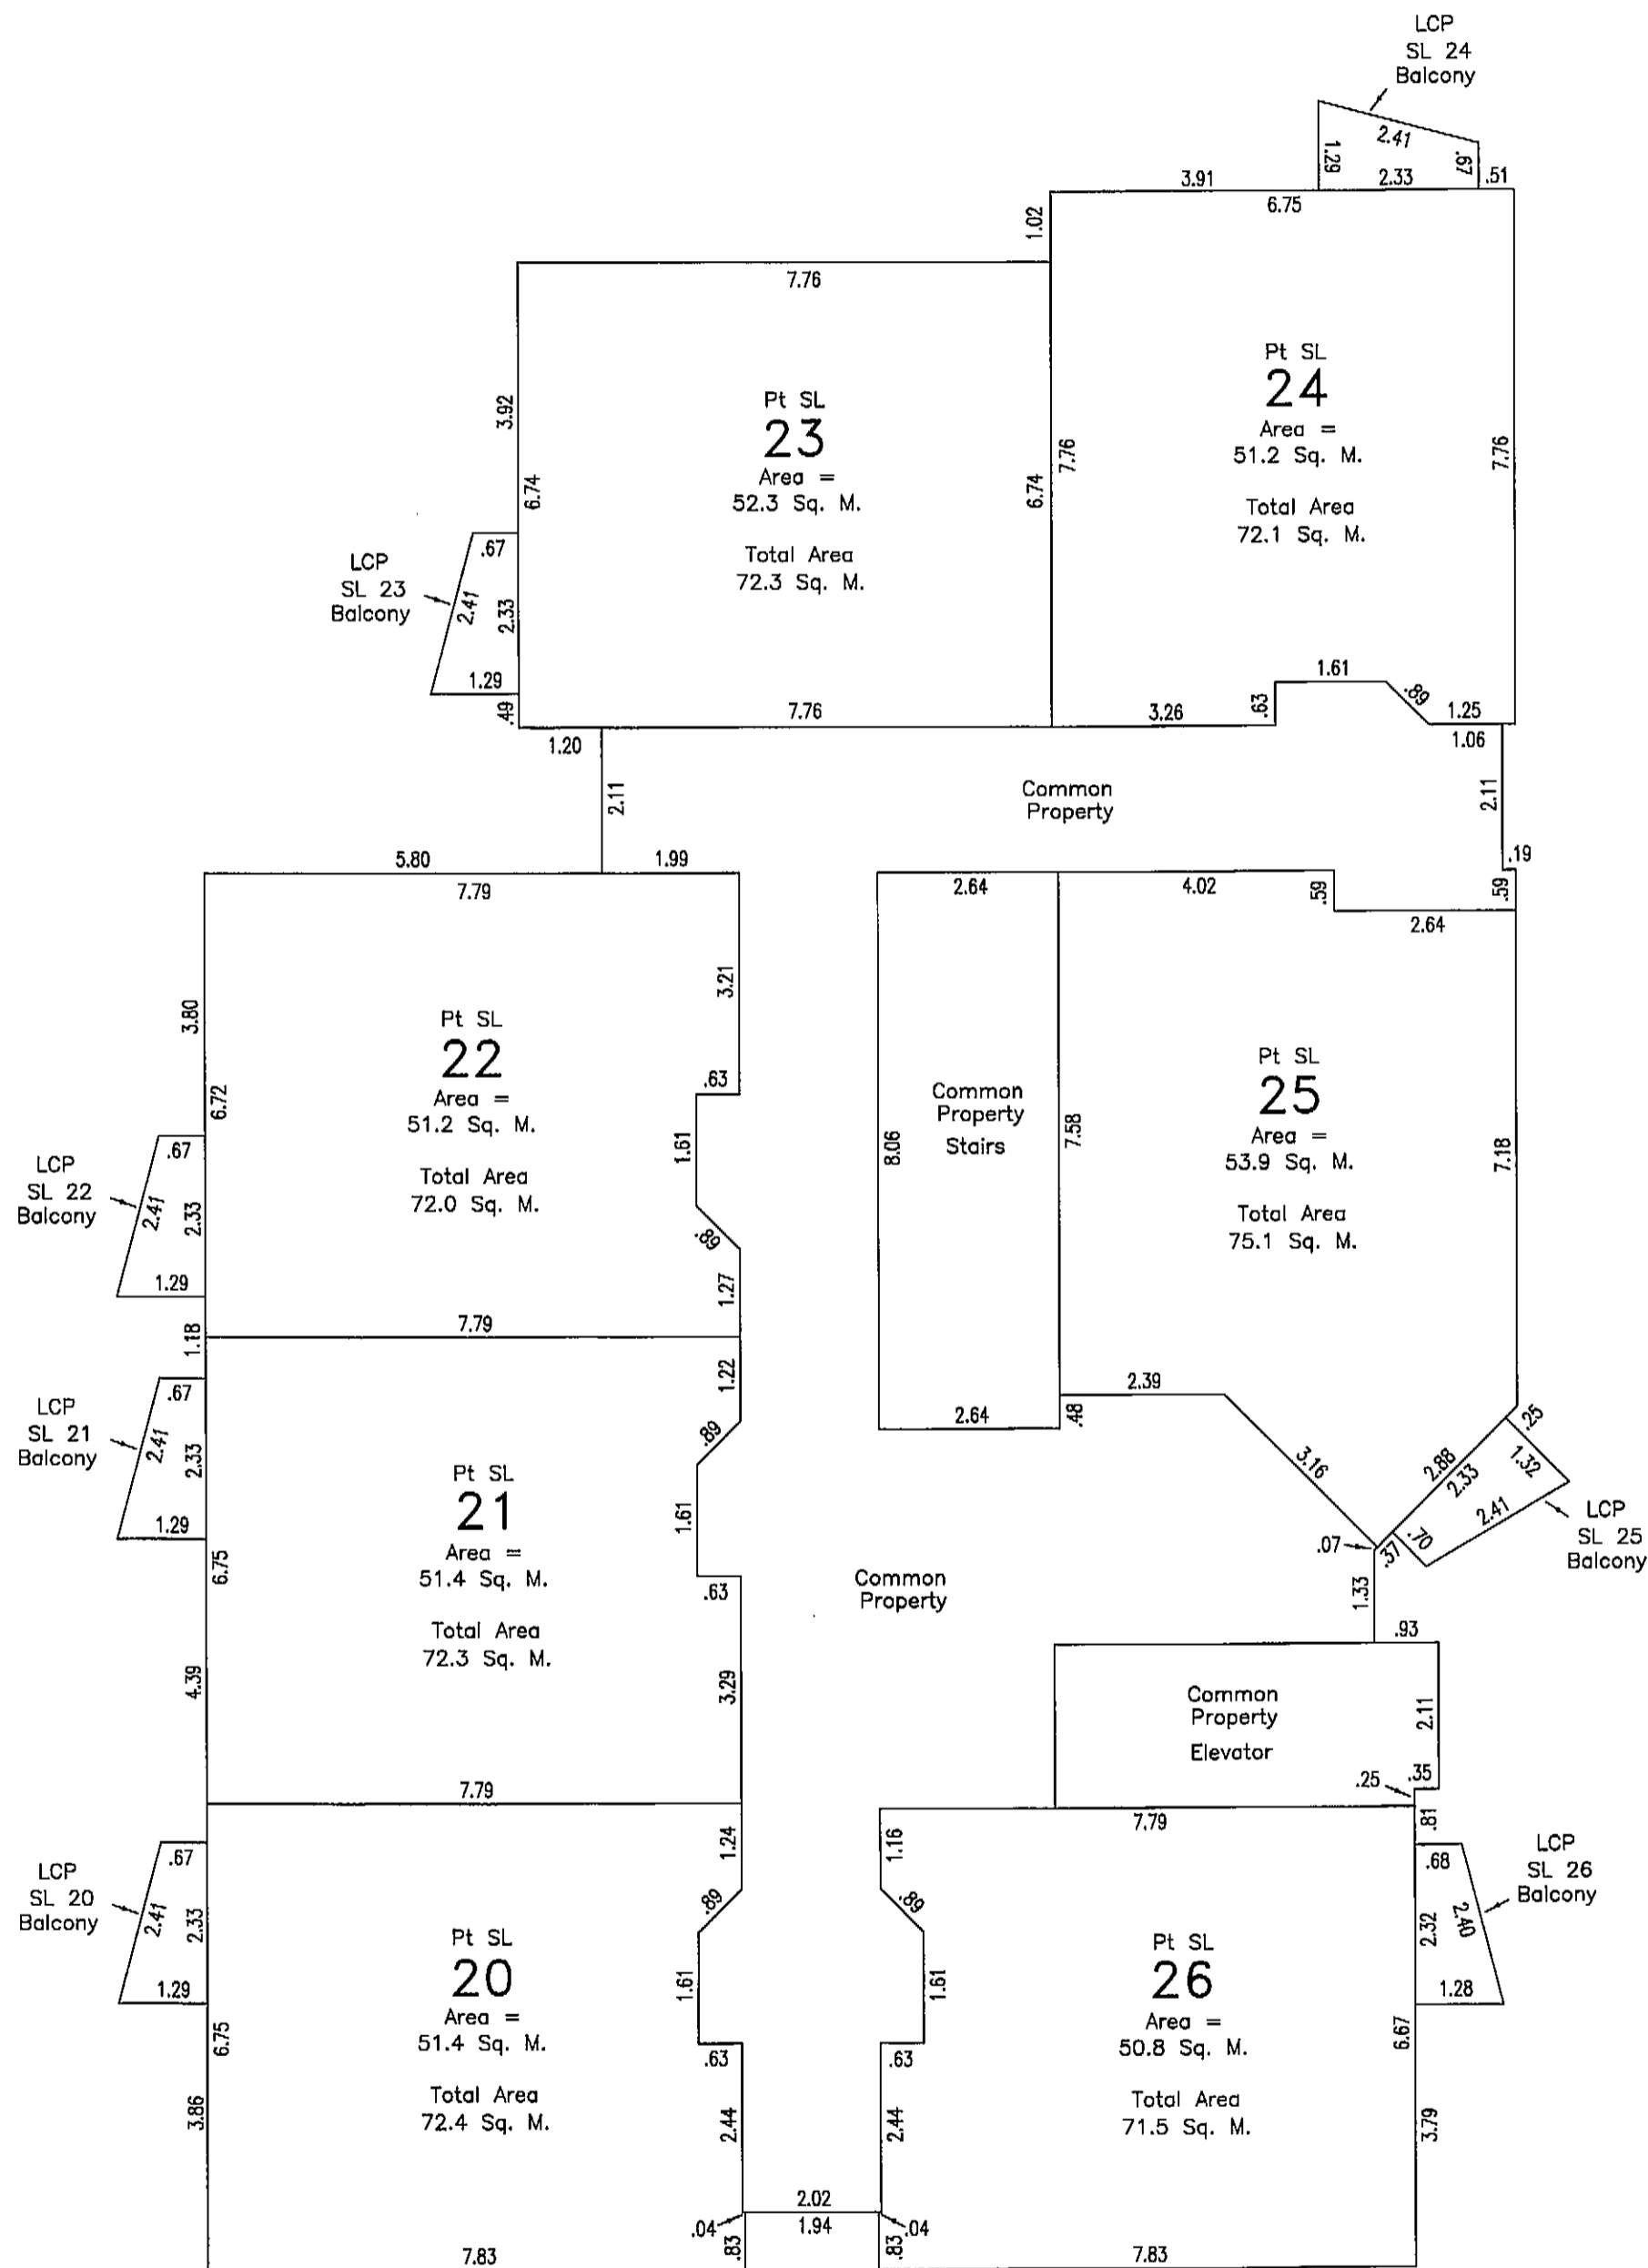 LCP
SL 24
Balcony
2.41
1.29
.67
3.91
2.33
.51
6.75
1.02
7.76
3.92
6.74
Pt SL
23
Area =
52.3 Sq. M.
Total Area
72.3 Sq. M.
6.74
7.76
Pt SL
24
Area =
51.2 Sq. M.
Total Area
72.1 Sq. M.
7.76
LCP
SL 23
Balcony
.67
2.41
2.33
1.29
.49
7.76
1.20
3.26
.63
1.61
.89
1.25
1.06
2.11
Common
Property
2.11
.19
5.80
1.99
7.79
2.64
4.02
.59
.59
2.64
3.80
6.72
3.21
Pt SL
22
Area =
51.2 Sq. M.
Total Area
72.0 Sq. M.
.63
1.61
.89
1.27
LCP
SL 22
Balcony
.67
2.41
2.33
1.29
7.79
1.18
8.06
Common
Property
Stairs
7.58
Pt SL
25
Area =
53.9 Sq. M.
Total Area
75.1 Sq. M.
7.18
2.64
.48
2.39
3.16
2.88
2.33
.25
1.32
2.41
.70
.37
.07
LCP
SL 25
Balcony
LCP
SL 21
Balcony
.67
2.41
2.33
1.29
6.75
4.39
Pt SL
21
Area =
51.4 Sq. M.
Total Area
72.3 Sq. M.
1.22
.89
1.61
.63
3.29
7.79
Common
Property
1.33
.93
Common
Property
Elevator
2.11
.35
.25
7.79
.81
LCP
SL 20
Balcony
.67
2.41
2.33
1.29
6.75
3.86
Pt SL
20
Area =
51.4 Sq. M.
Total Area
72.4 Sq. M.
1.24
.89
1.61
.63
2.44
1.16
.89
1.61
.63
2.44
Pt SL
26
Area =
50.8 Sq. M.
Total Area
71.5 Sq. M.
.68
2.40
2.32
1.28
LCP
SL 26
Balcony
6.67
3.79
2.02
.04
1.94
.04
7.83
.83
.83
7.83